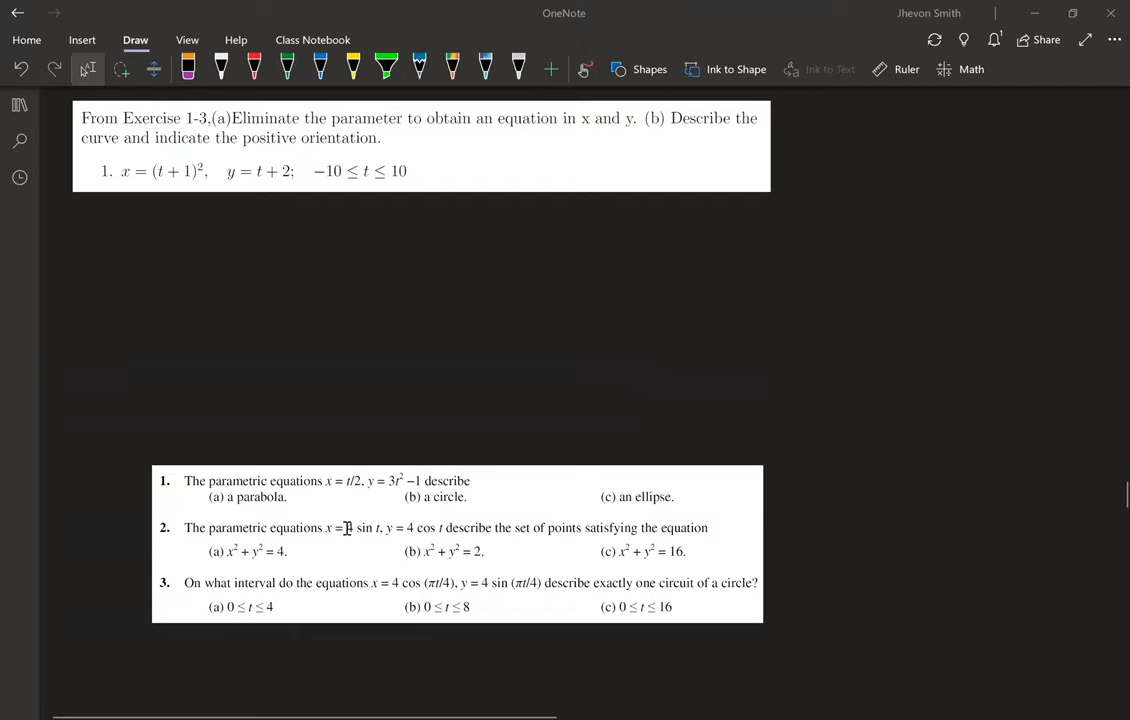 OneNote
Jhevon Smith
Home Insert Draw View Help Class Notebook
1 Share
Shapes Ink to Shape Ink to Text Ruler Math
From Exercise 1-3,(a)Eliminate the parameter to obtain an equation in x and y. (b) Describe the
curve and indicate the positive orientation.
1. x = (t + 1)², y = t + 2; −10 ≤ t ≤ 10
1. The parametric equations x = t/2, y = 3t² −1 describe
(a) a parabola. (b) a circle. (c) an ellipse.
2. The parametric equations x = 4 sin t, y = 4 cos t describe the set of points satisfying the equation
(a) x² + y² = 4. (b) x² + y² = 2. (c) x² + y² = 16.
3. On what interval do the equations x = 4 cos (πt/4), y = 4 sin (πt/4) describe exactly one circuit of a circle?
(a) 0 ≤ t ≤ 4 (b) 0 ≤ t ≤ 8 (c) 0 ≤ t ≤ 16